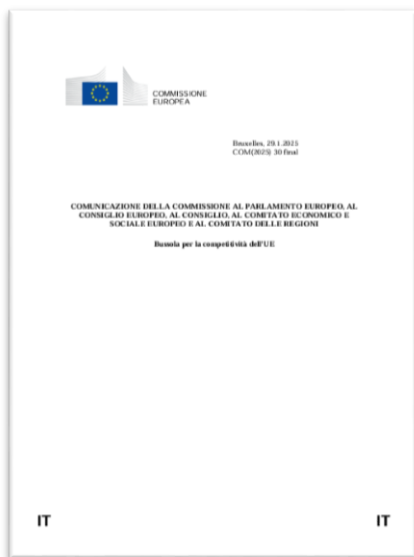 COMMISSIONE
EUROPEA
Bruxelles, 29.1.2025
COM(2025) 30 final
COMUNICAZIONE DELLA COMMISSIONE AL PARLAMENTO EUROPEO, AL
CONSIGLIO EUROPEO, AL CONSIGLIO, AL COMITATO ECONOMICO E
SOCIALE EUROPEO E AL COMITATO DELLE REGIONI
Bussola per la competitività dell'UE
IT
IT